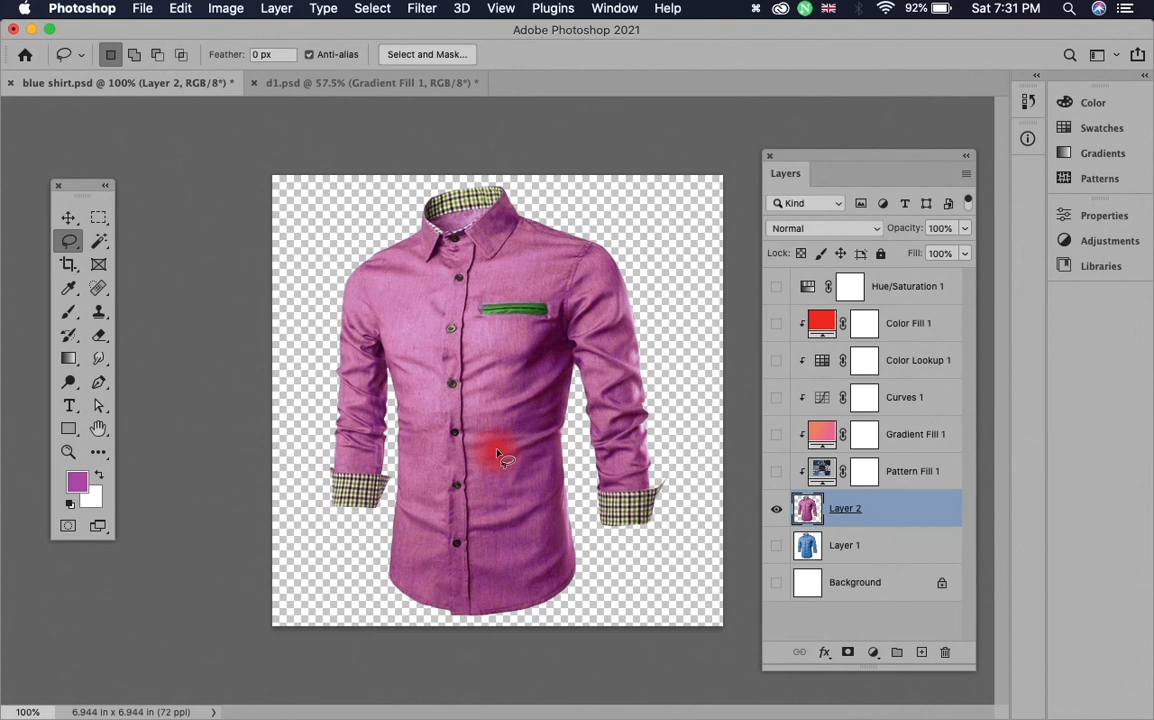 Photoshop File Edit Image Layer Type Select Filter 3D View Plugins Window Help 92% Sat 7:31 PM
Adobe Photoshop 2021
Feather: 0 px Anti-alias Select and Mask...
blue shirt.psd @ 100% (Layer 2, RGB/8*) * d1.psd @ 57.5% (Gradient Fill 1, RGB/8*) *
Layers
Kind
Normal Opacity: 100%
Lock: Fill: 100%
Hue/Saturation 1
Color Fill 1
Color Lookup 1
Curves 1
Gradient Fill 1
Pattern Fill 1
Layer 2
Layer 1
Background
fx
Color
Swatches
Gradients
Patterns
Properties
Adjustments
Libraries
100% 6.944 in x 6.944 in (72 ppi)